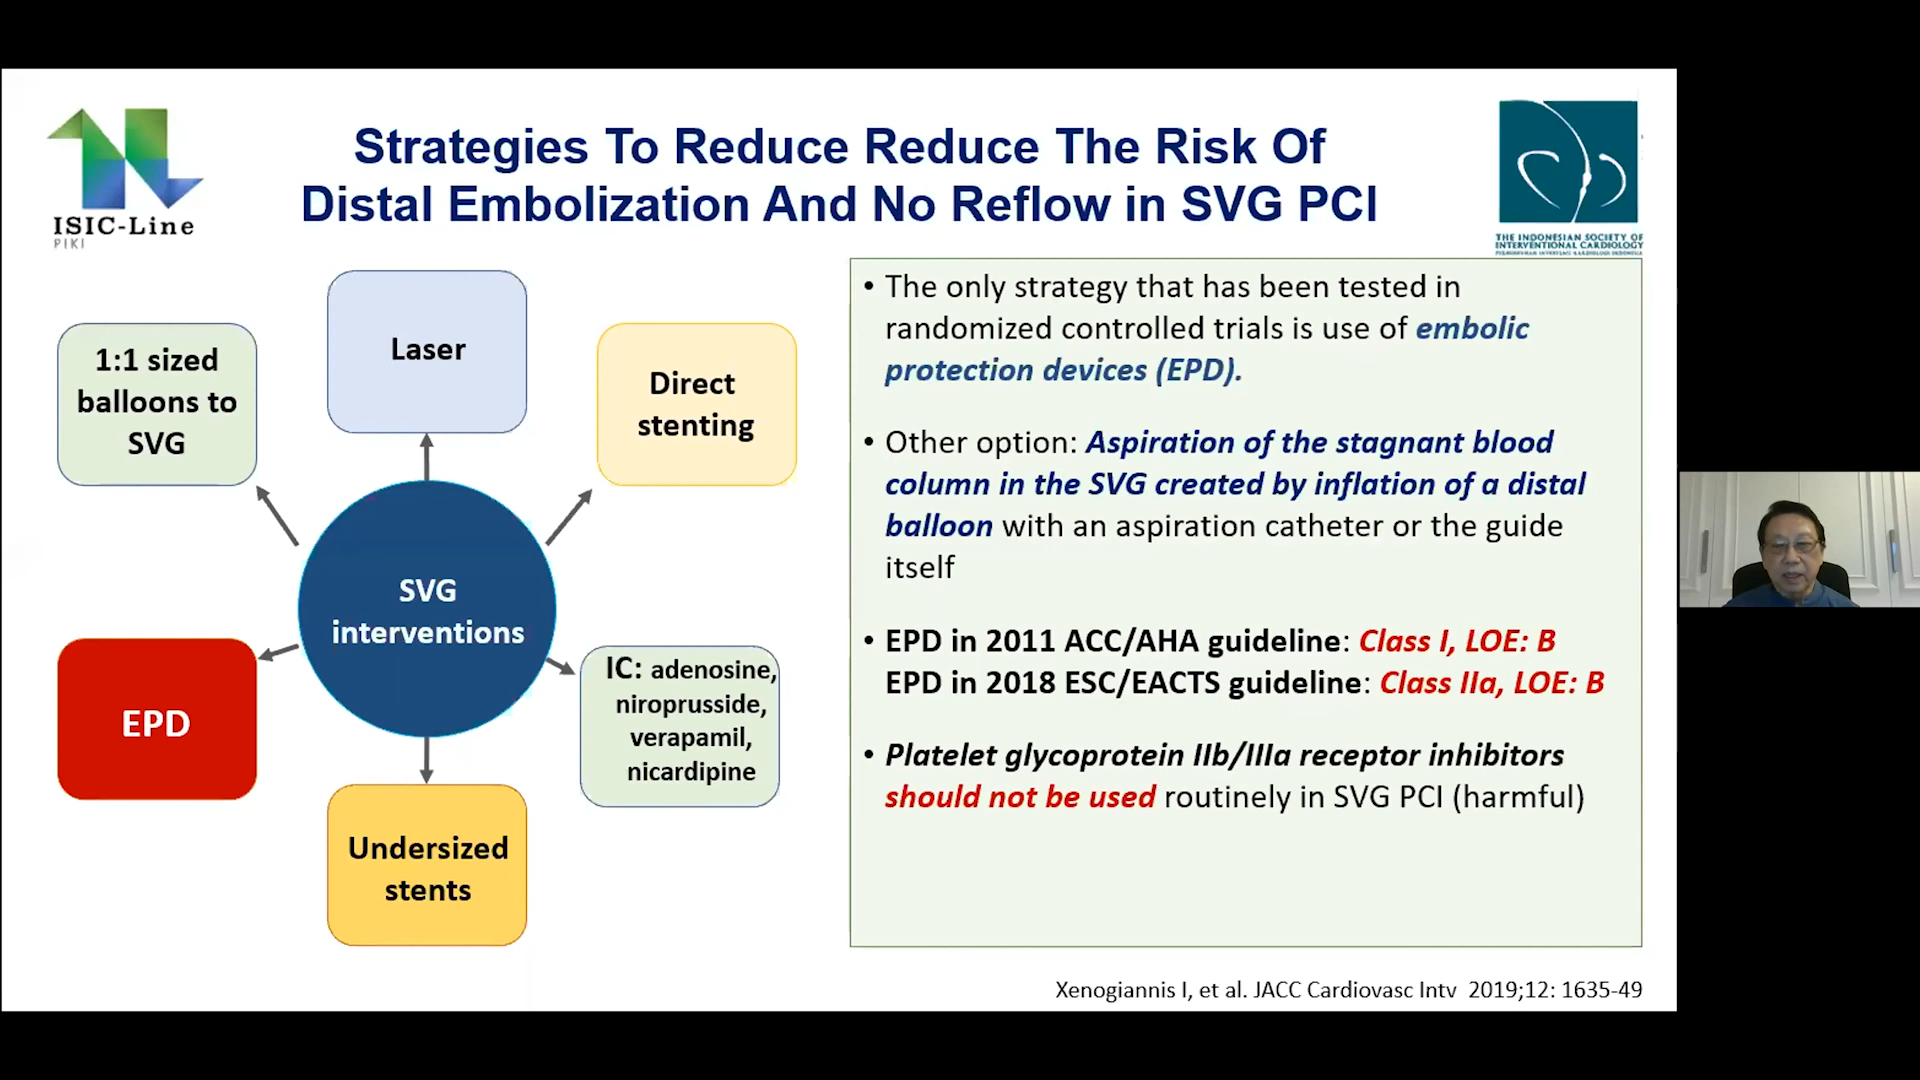 Strategies To Reduce Reduce The Risk Of
Distal Embolization And No Reflow in SVG PCI
ISIC-Line
PIKI
THE INDONESIAN SOCIETY OF
INTERVENTIONAL CARDIOLOGY
Laser
1:1 sized
balloons to
SVG
Direct
stenting
SVG
interventions
EPD
IC: adenosine,
niroprusside,
verapamil,
nicardipine
Undersized
stents
• The only strategy that has been tested in
randomized controlled trials is use of embolic
protection devices (EPD).
• Other option: Aspiration of the stagnant blood
column in the SVG created by inflation of a distal
balloon with an aspiration catheter or the guide
itself
• EPD in 2011 ACC/AHA guideline: Class I, LOE: B
EPD in 2018 ESC/EACTS guideline: Class IIa, LOE: B
• Platelet glycoprotein IIb/IIIa receptor inhibitors
should not be used routinely in SVG PCI (harmful)
Xenogiannis I, et al. JACC Cardiovasc Intv 2019;12: 1635-49